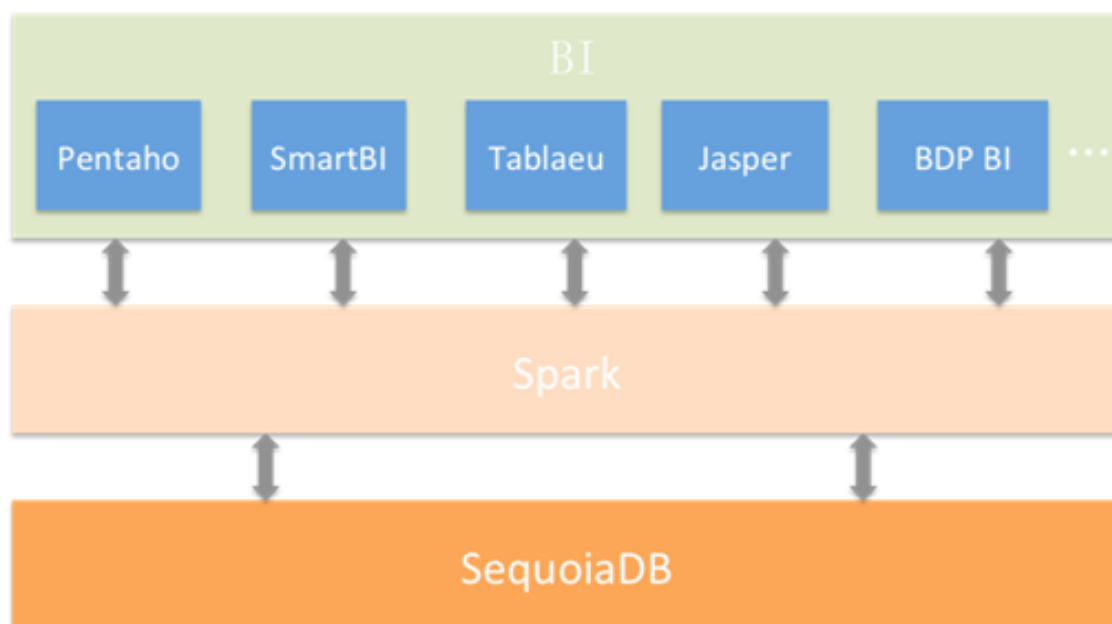 BI
Pentaho
SmartBI
Tablaeu
Jasper
BDP BI
...
Spark
SequoiaDB